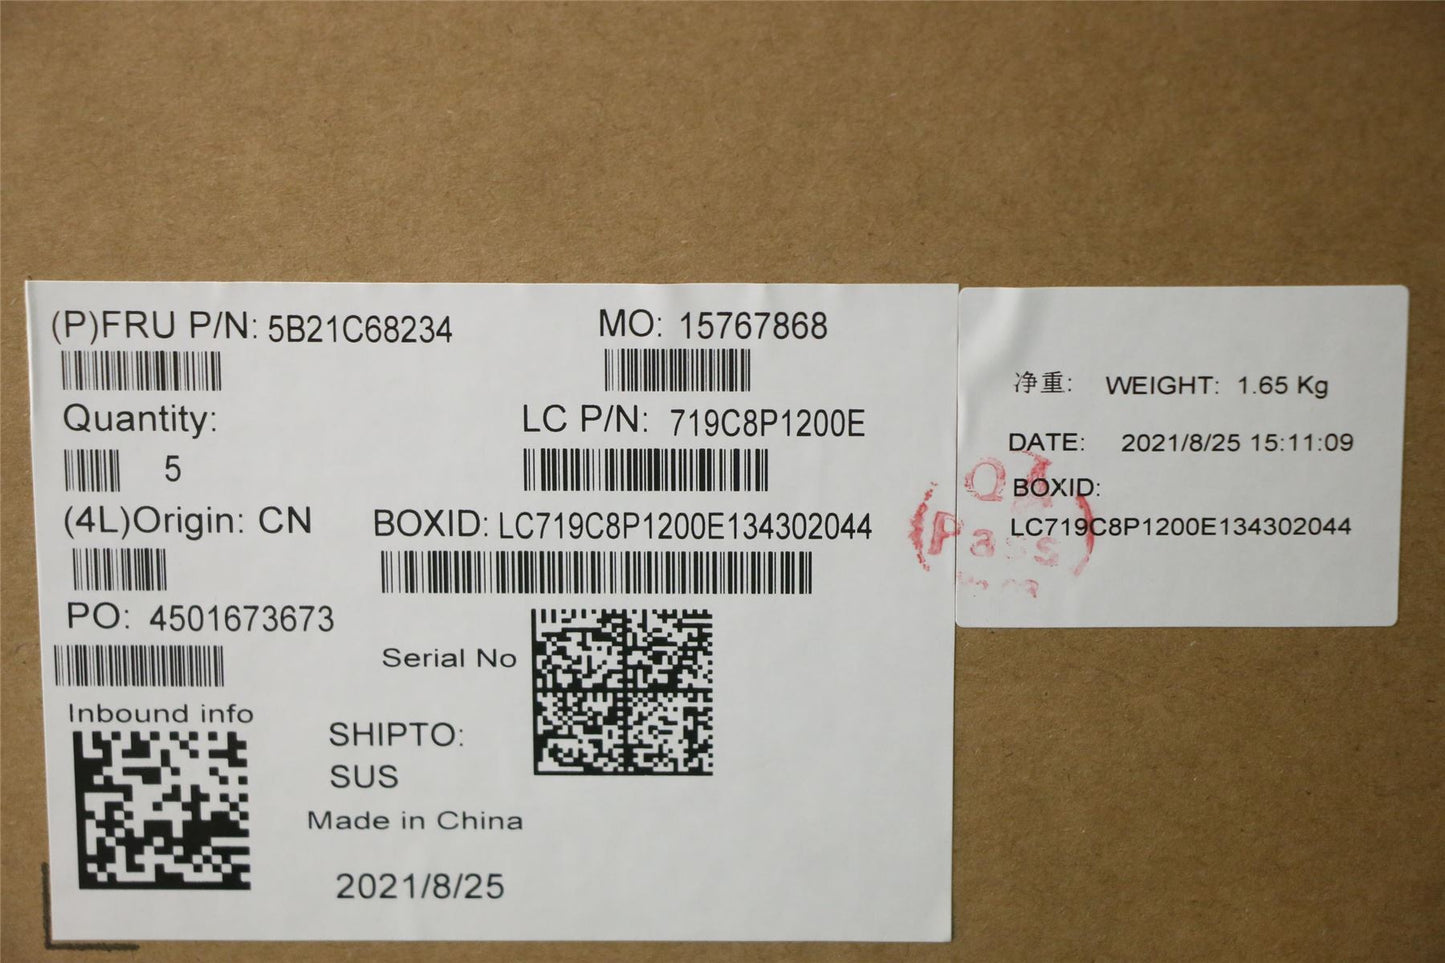 (P)FRU P/N: 5B21C68234
MO: 15767868
Quantity:
5
LC P/N: 719C8P1200E
(4L)Origin: CN
BOXID: LC719C8P1200E134302044
PO: 4501673673
Serial No
Inbound info
SHIPTO:
SUS
Made in China
2021/8/25
净重: WEIGHT: 1.65 Kg
DATE: 2021/8/25 15:11:09
BOXID:
LC719C8P1200E134302044
QA
Pass